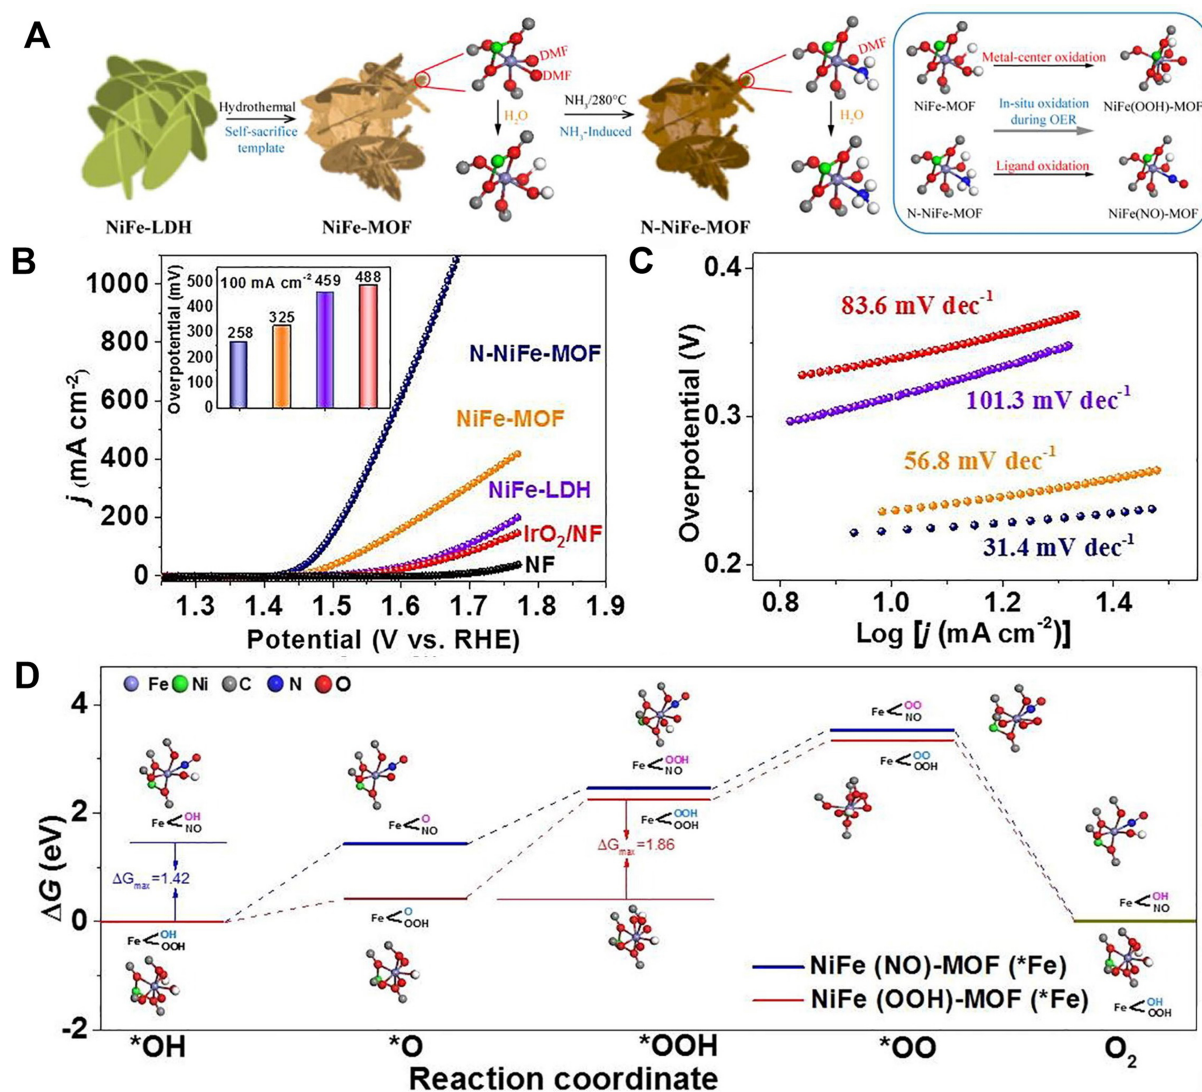 A
DMF
DMF
H2O
Hydrothermal
Self-sacrifice
template
NH3/280°C
NH3-Induced
DMF
H2O
NiFe-LDH
NiFe-MOF
N-NiFe-MOF
Metal-center oxidation
NiFe-MOF
NiFe(OOH)-MOF
In-situ oxidation
during OER
Ligand oxidation
N-NiFe-MOF
NiFe(NO)-MOF
B
j (mA cm-2)
1000
800
600
400
200
0
1.3 1.4 1.5 1.6 1.7 1.8 1.9
Potential (V vs. RHE)
Overpotential (mV)
500
400
300
200
100
0
100 mA cm-2
258
325
459
488
N-NiFe-MOF
NiFe-MOF
NiFe-LDH
IrO2/NF
NF
C
Overpotential (V)
0.4
0.3
0.2
83.6 mV dec-1
101.3 mV dec-1
56.8 mV dec-1
31.4 mV dec-1
0.8 1.0 1.2 1.4
Log [j (mA cm-2)]
D
Fe Ni C N O
ΔG (eV)
4
2
0
-2
Fe< OH
NO
ΔGmax=1.42
Fe< OH
OOH
Fe< O
NO
Fe< O
OOH
Fe< OOH
NO
Fe< OOH
OOH
ΔGmax=1.86
Fe< OO
NO
Fe< OO
OOH
Fe< OH
NO
Fe< OH
OOH
NiFe (NO)-MOF (*Fe)
NiFe (OOH)-MOF (*Fe)
*OH *O *OOH *OO O2
Reaction coordinate